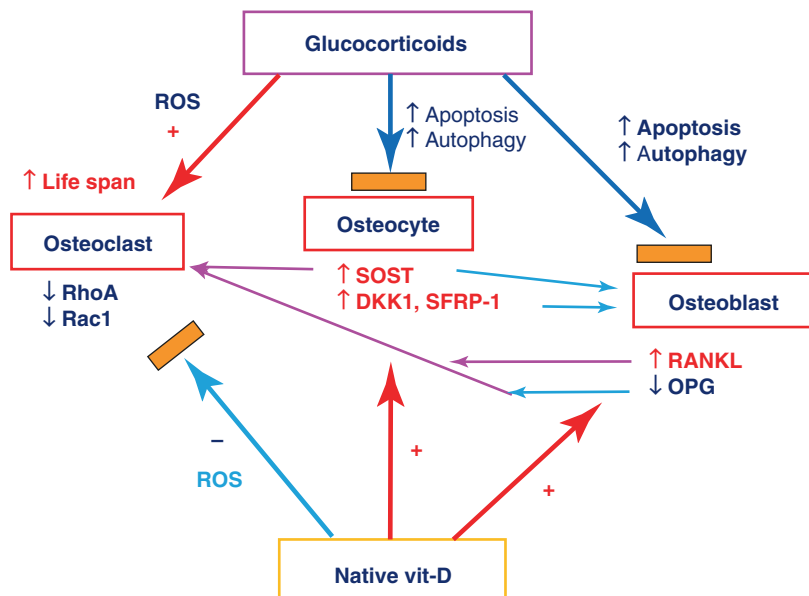 Glucocorticoids
ROS
+
↑ Apoptosis
↑ Autophagy
↑ Apoptosis
↑ Autophagy
↑ Life span
Osteoclast
Osteocyte
↓ RhoA
↓ Rac1
↑ SOST
↑ DKK1, SFRP-1
Osteoblast
↑ RANKL
↓ OPG
–
ROS
+
+
Native vit-D